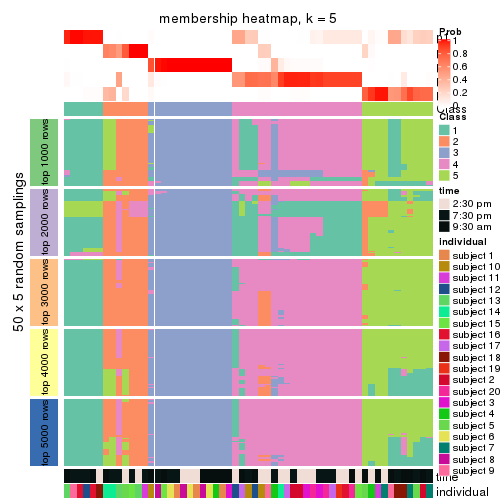 membership heatmap, k = 5
50 x 5 random samplings
top 1000 rows
top 2000 rows
top 3000 rows
top 4000 rows
top 5000 rows
Prob
1
0.8
0.6
0.4
0.2
0
Class
Class
1
2
3
4
5
time
2:30 pm
7:30 pm
9:30 am
individual
subject 1
subject 10
subject 11
subject 12
subject 13
subject 14
subject 15
subject 16
subject 17
subject 18
subject 19
subject 2
subject 20
subject 3
subject 4
subject 5
subject 6
subject 7
subject 8
subject 9
time
individual